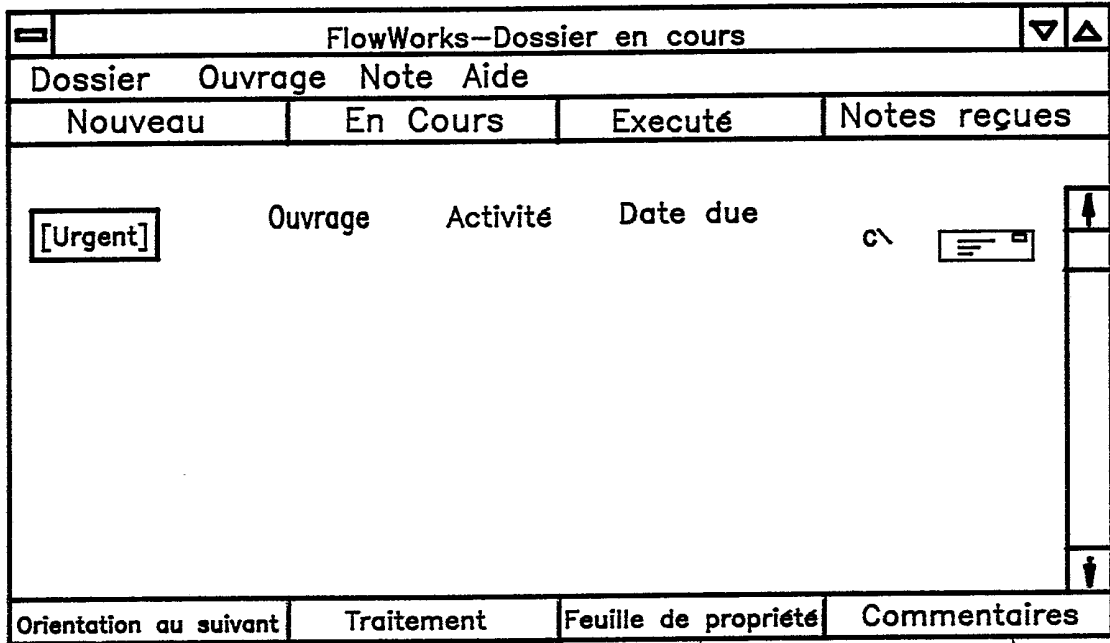 FlowWorks-Dossier en cours
Dossier Ouvrage Note Aide
Nouveau En Cours Executé Notes reçues
[Urgent] Ouvrage Activité Date due c\
Orientation au suivant Traitement Feuille de propriété Commentaires